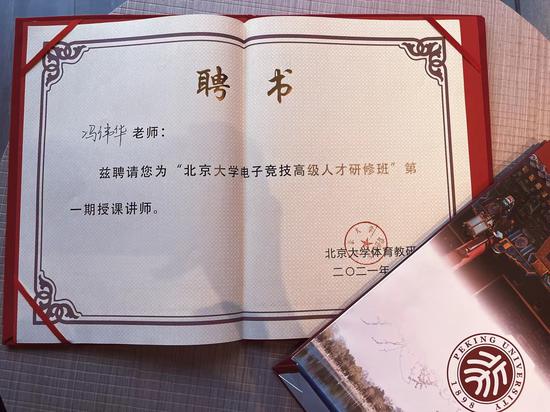 聘书
冯伟华 老师：
兹聘请您为“北京大学电子竞技高级人才研修班”第
一期授课讲师。
北京大学体育教研
二〇二一年
PEKING UNIVERSITY
1898